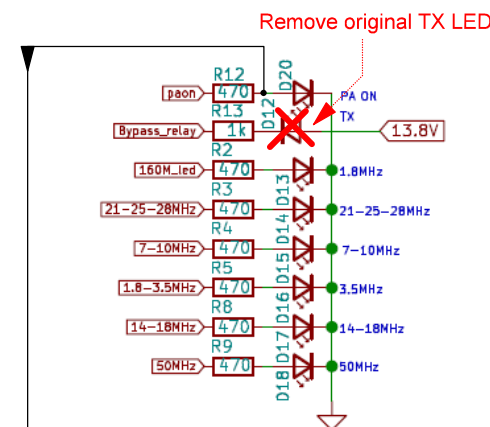 Remove original TX LED
R12
paon 470 D20 PA ON
R13
Bypass_relay 1k D12 TX 13.8V
R2
160M_led 470 D13 1.8MHz
R3
21-25-28MHz 470 D14 21-25-28MHz
R4
7-10MHz 470 D15 7-10MHz
R5
1.8-3.5MHz 470 D16 3.5MHz
R8
14-18MHz 470 D17 14-18MHz
R9
50MHz 470 D18 50MHz